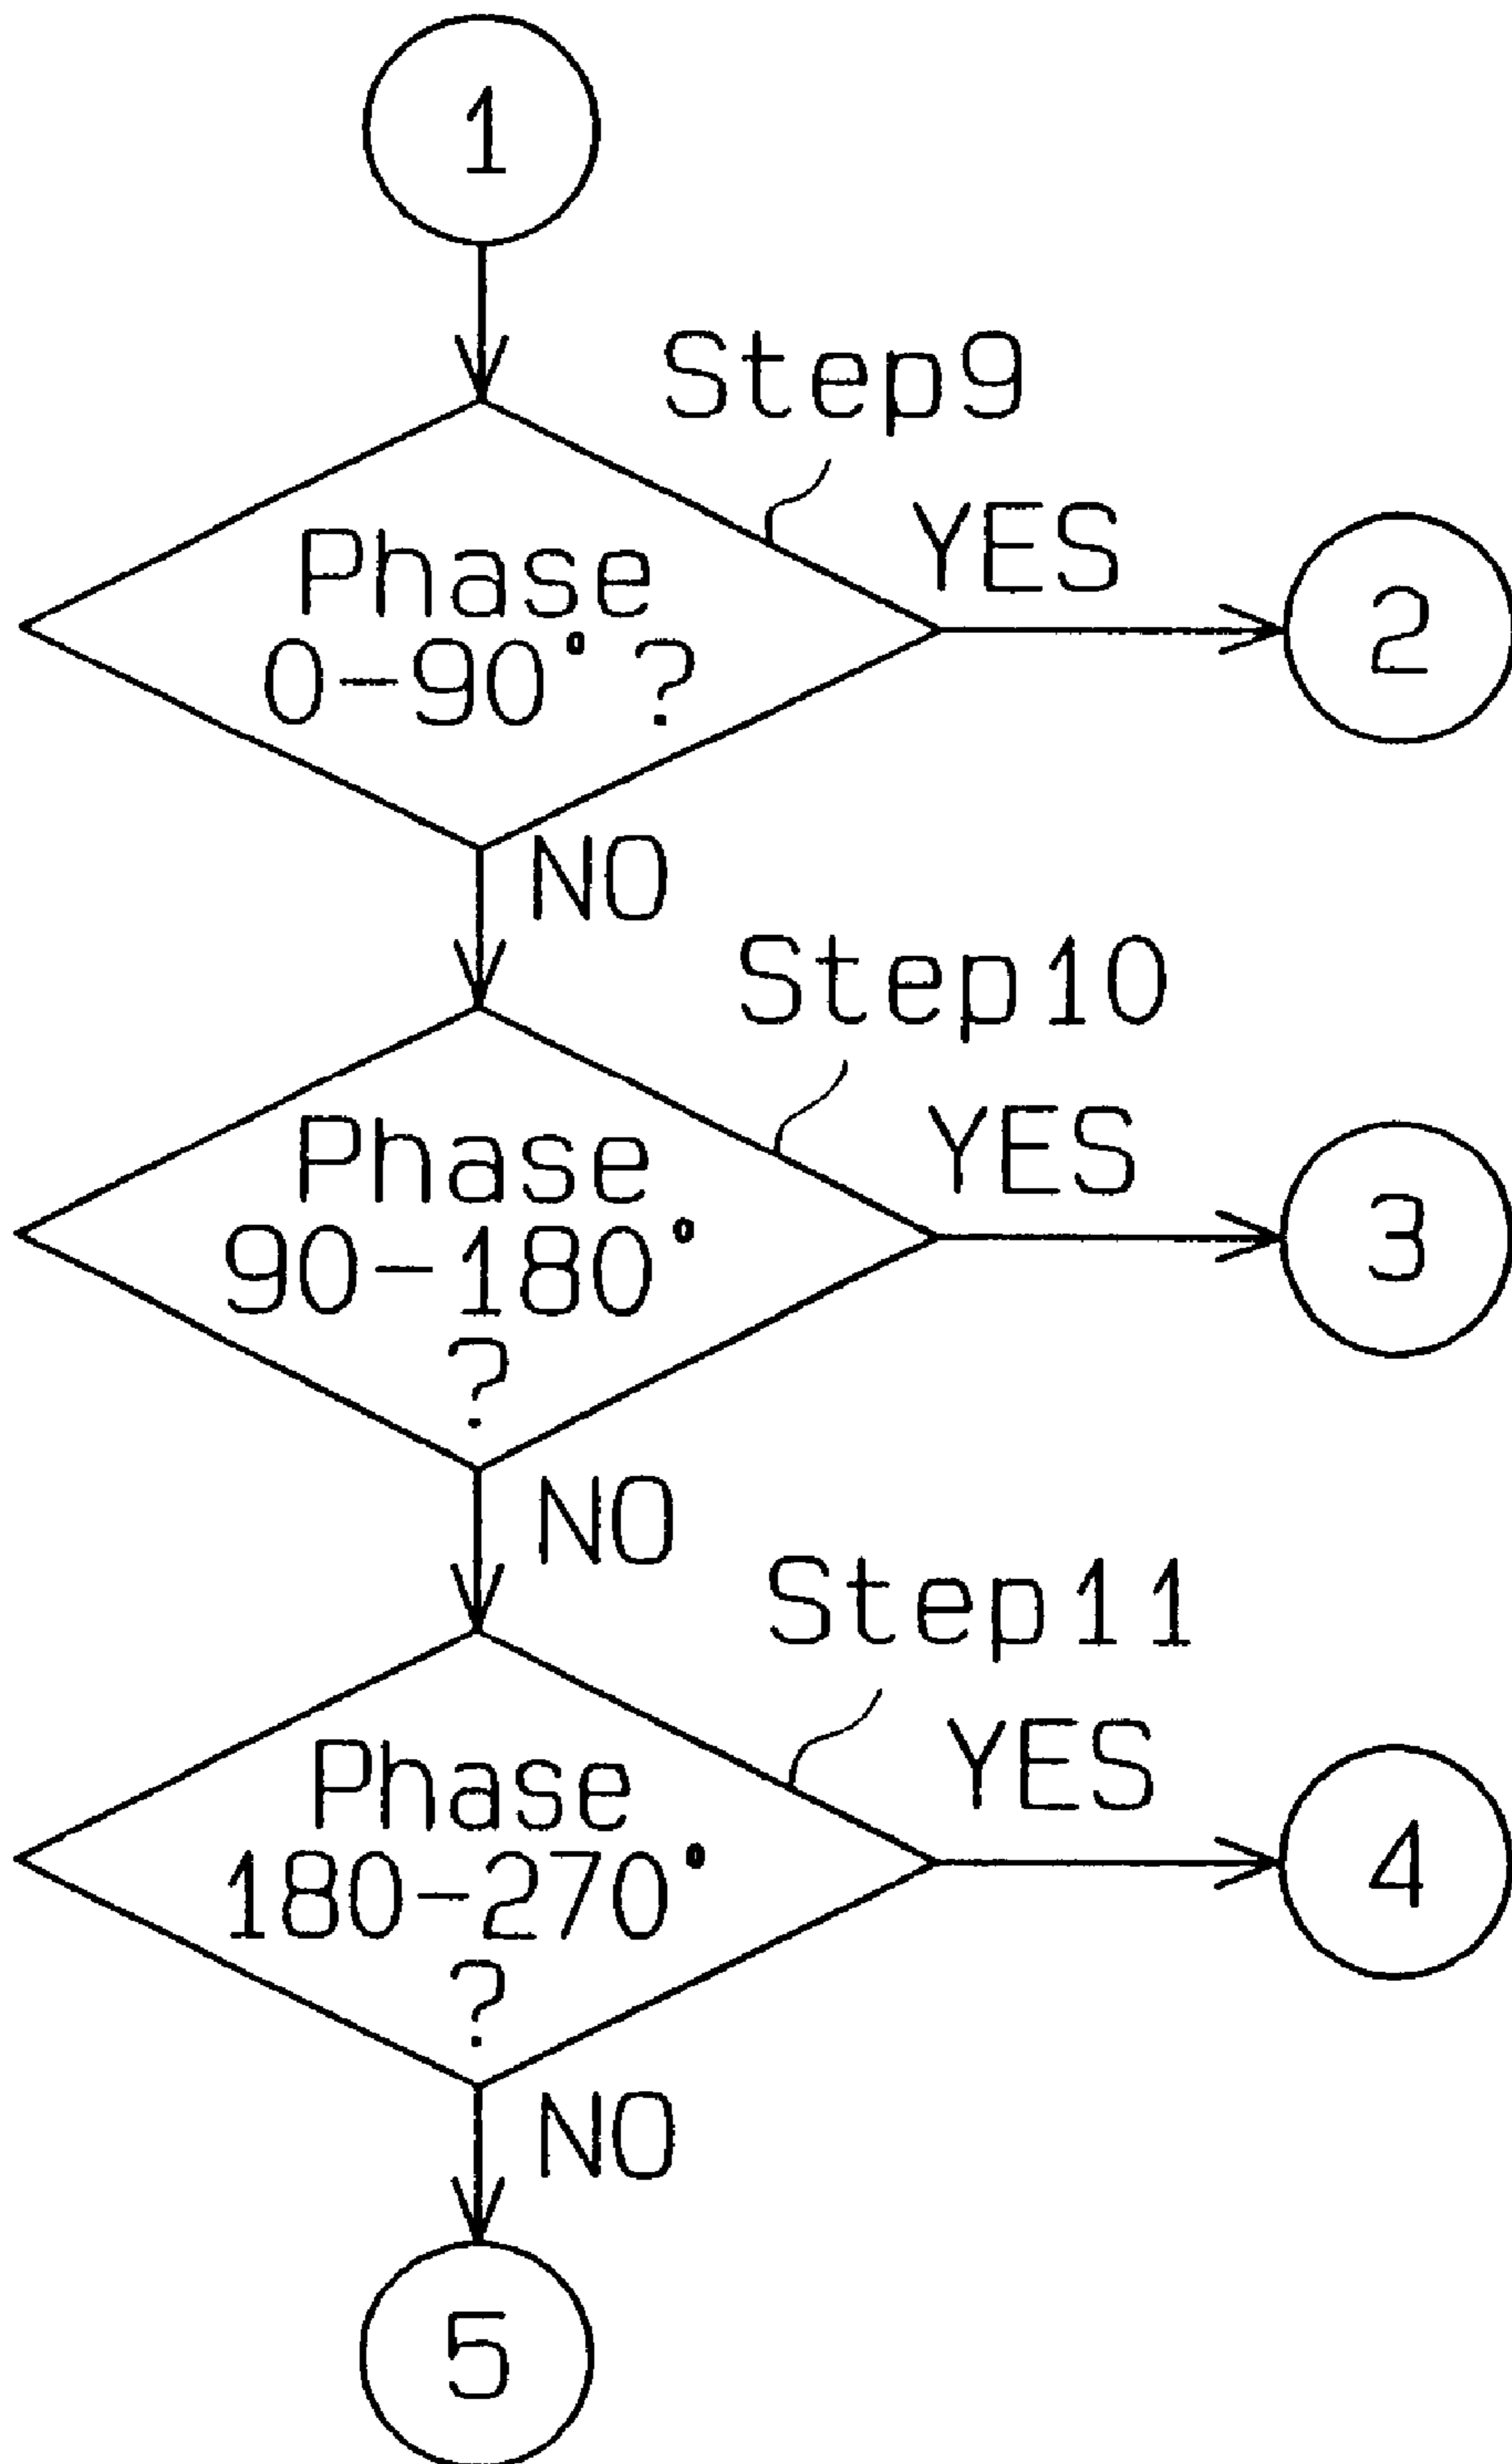 1
Step9
YES
Phase
0-90° ?
2
NO
Step10
YES
Phase
90-180°
?
3
NO
Step11
YES
Phase
180-270°
?
4
NO
5